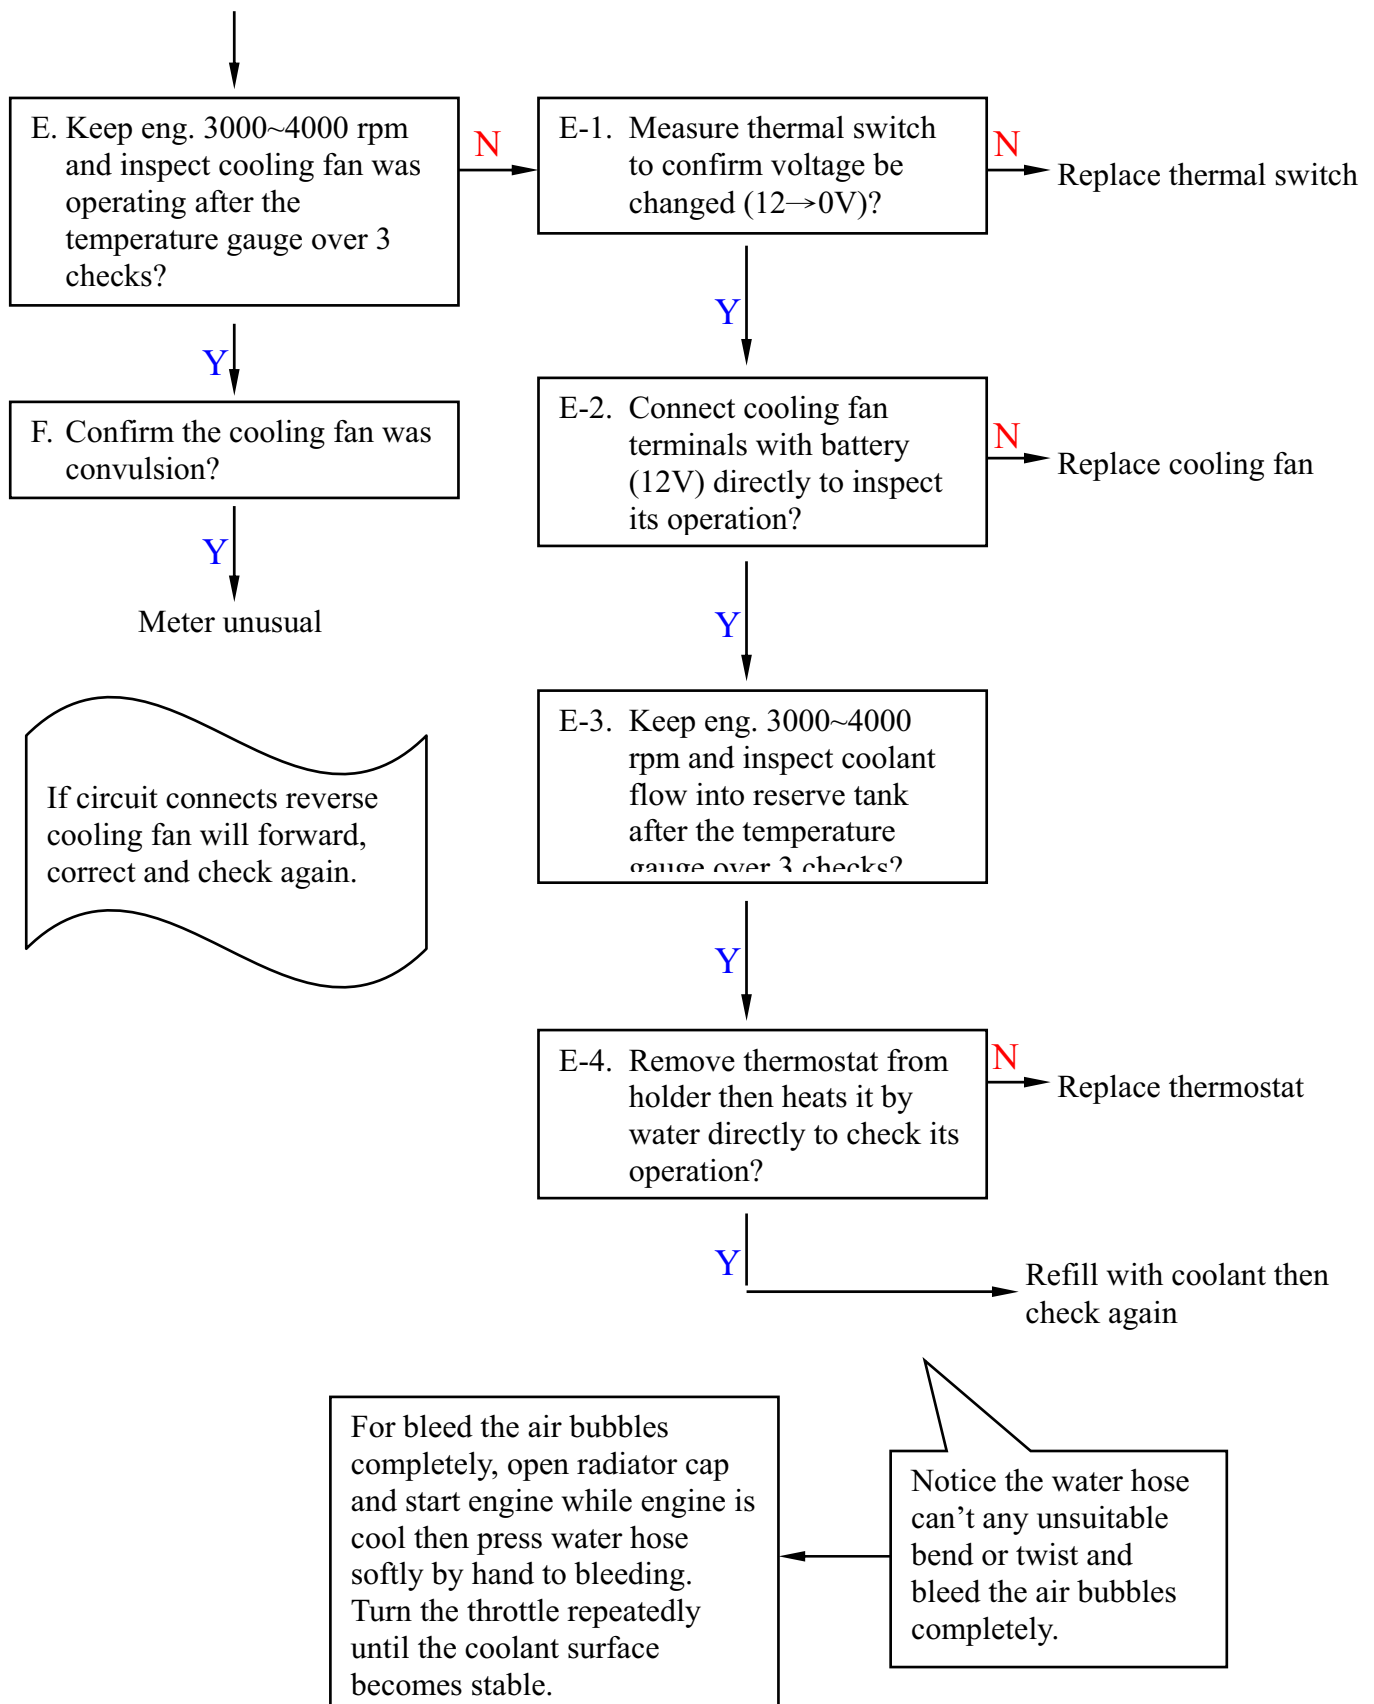 E. Keep eng. 3000~4000 rpm
and inspect cooling fan was
operating after the
temperature gauge over 3
checks?
N
E-1. Measure thermal switch
to confirm voltage be
changed (12→0V)?
N
Replace thermal switch
Y
Y
F. Confirm the cooling fan was
convulsion?
E-2. Connect cooling fan
terminals with battery
(12V) directly to inspect
its operation?
N
Replace cooling fan
Y
Meter unusual
Y
If circuit connects reverse
cooling fan will forward,
correct and check again.
E-3. Keep eng. 3000~4000
rpm and inspect coolant
flow into reserve tank
after the temperature
gauge over 3 checks?
Y
E-4. Remove thermostat from
holder then heats it by
water directly to check its
operation?
N
Replace thermostat
Y
Refill with coolant then
check again
For bleed the air bubbles
completely, open radiator cap
and start engine while engine is
cool then press water hose
softly by hand to bleeding.
Turn the throttle repeatedly
until the coolant surface
becomes stable.
Notice the water hose
can’t any unsuitable
bend or twist and
bleed the air bubbles
completely.